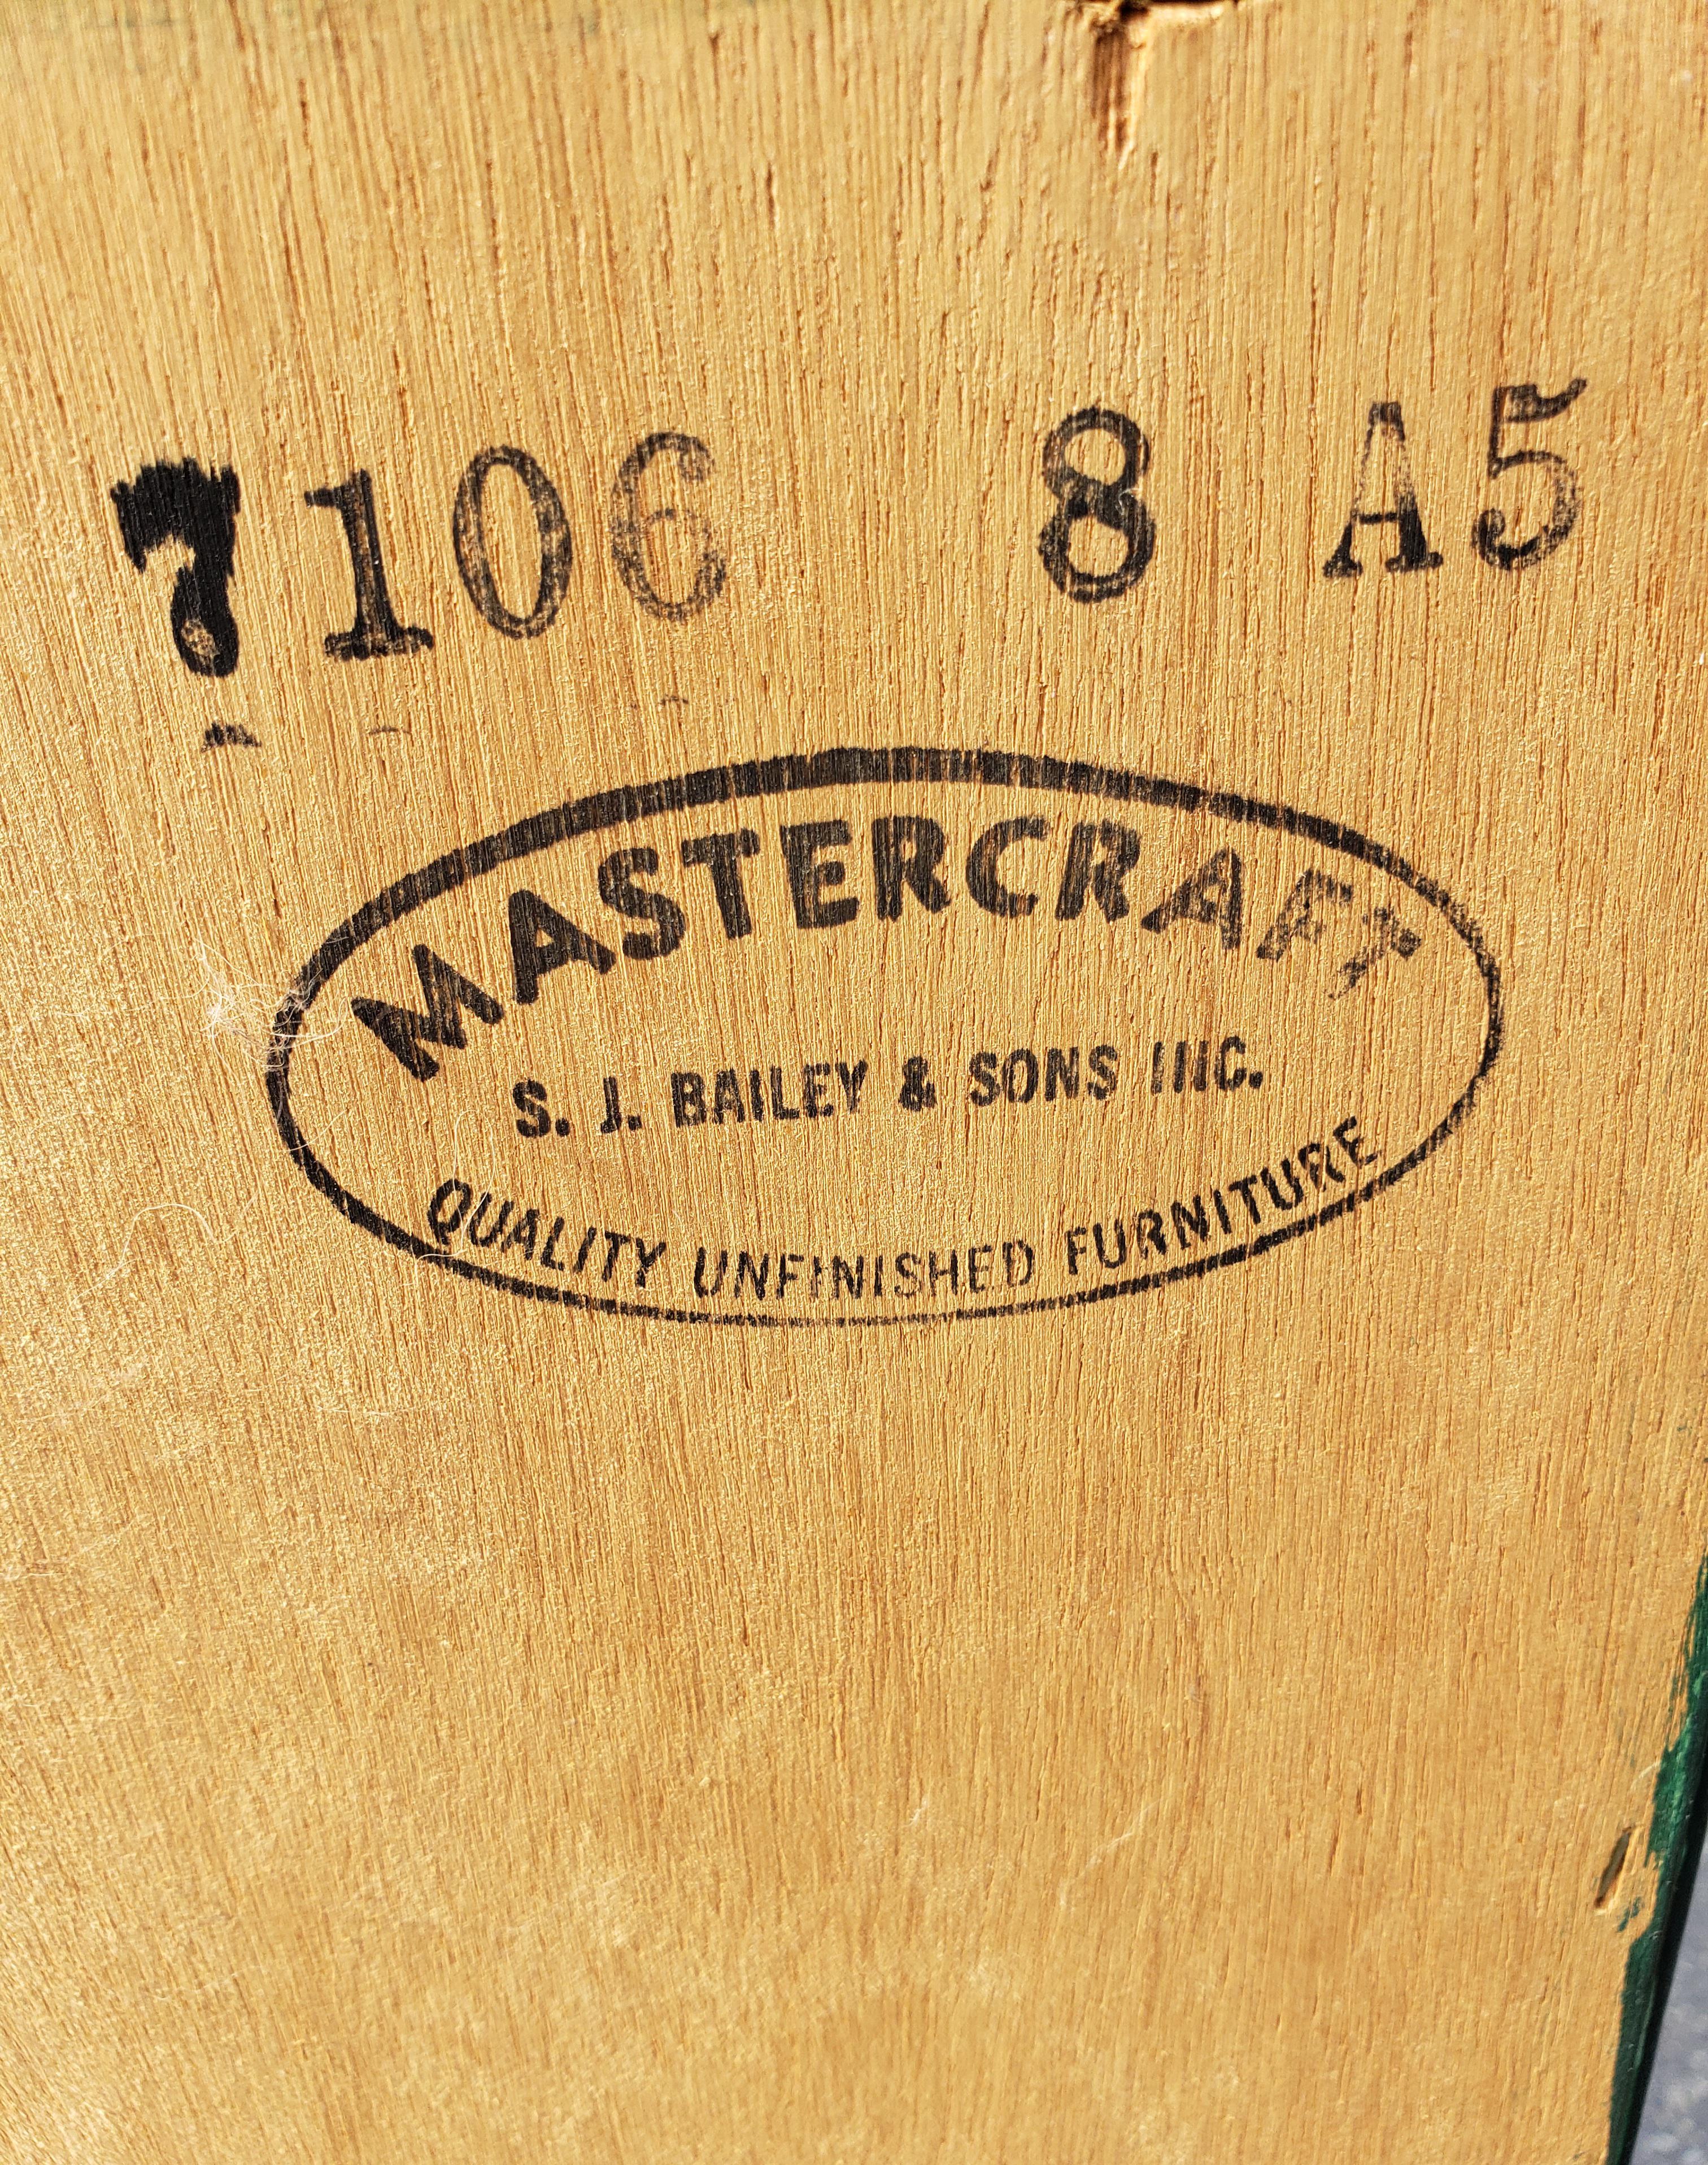 7106 8 A5
MASTERCRAFT
S. J. BAILEY & SONS INC.
QUALITY UNFINISHED FURNITURE